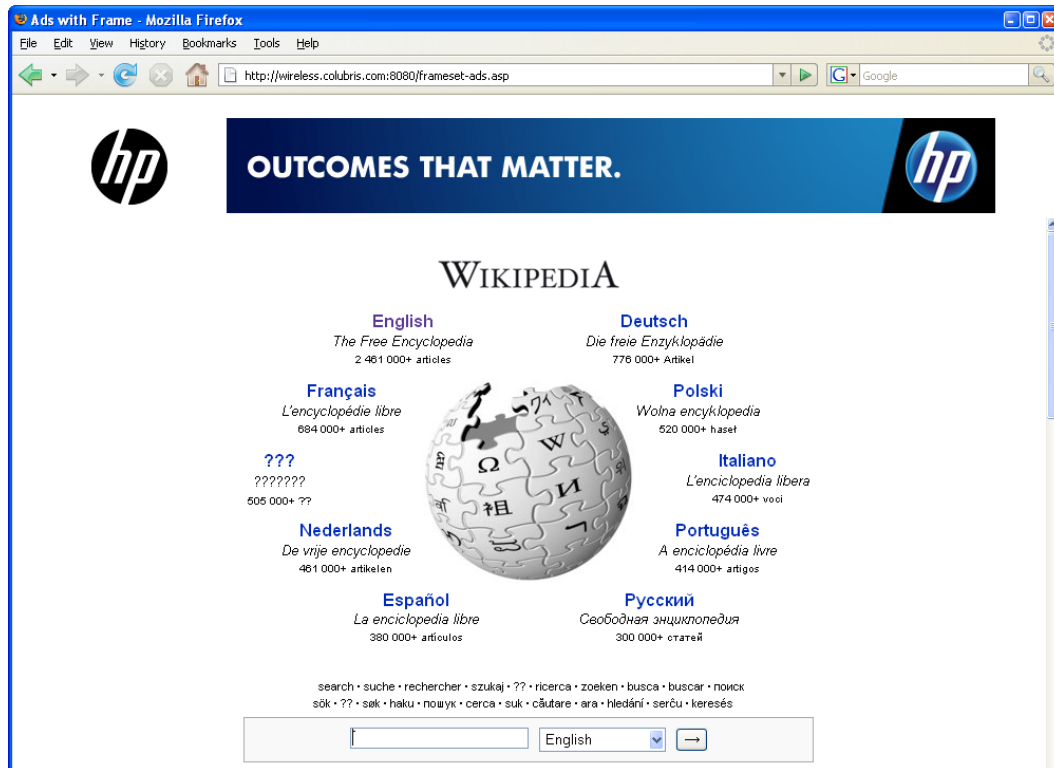 Ads with Frame - Mozilla Firefox
File Edit View History Bookmarks Tools Help
http://wireless.colubris.com:8080/frameset-ads.asp
G Google
hp
OUTCOMES THAT MATTER.
hp
WIKIPEDIA
English
The Free Encyclopedia
2 461 000+ articles
Deutsch
Die freie Enzyklopädie
776 000+ Artikel
Français
L'encyclopédie libre
684 000+ articles
Polski
Wolna encyklopedia
520 000+ haseł
???
???????
505 000+ ??
Italiano
L'enciclopedia libera
474 000+ voci
Nederlands
De vrije encyclopedie
461 000+ artikelen
Português
A enciclopédia livre
414 000+ artigos
Español
La enciclopedia libre
380 000+ artículos
Русский
Свободная энциклопедия
300 000+ статей
Ω W И 祖
search • suche • rechercher • szukaj • ?? • ricerca • zoeken • busca • buscar • поиск
sök • ?? • søk • haku • пошук • cerca • suk • căutare • ara • hledání • serĉu • keresés
English →